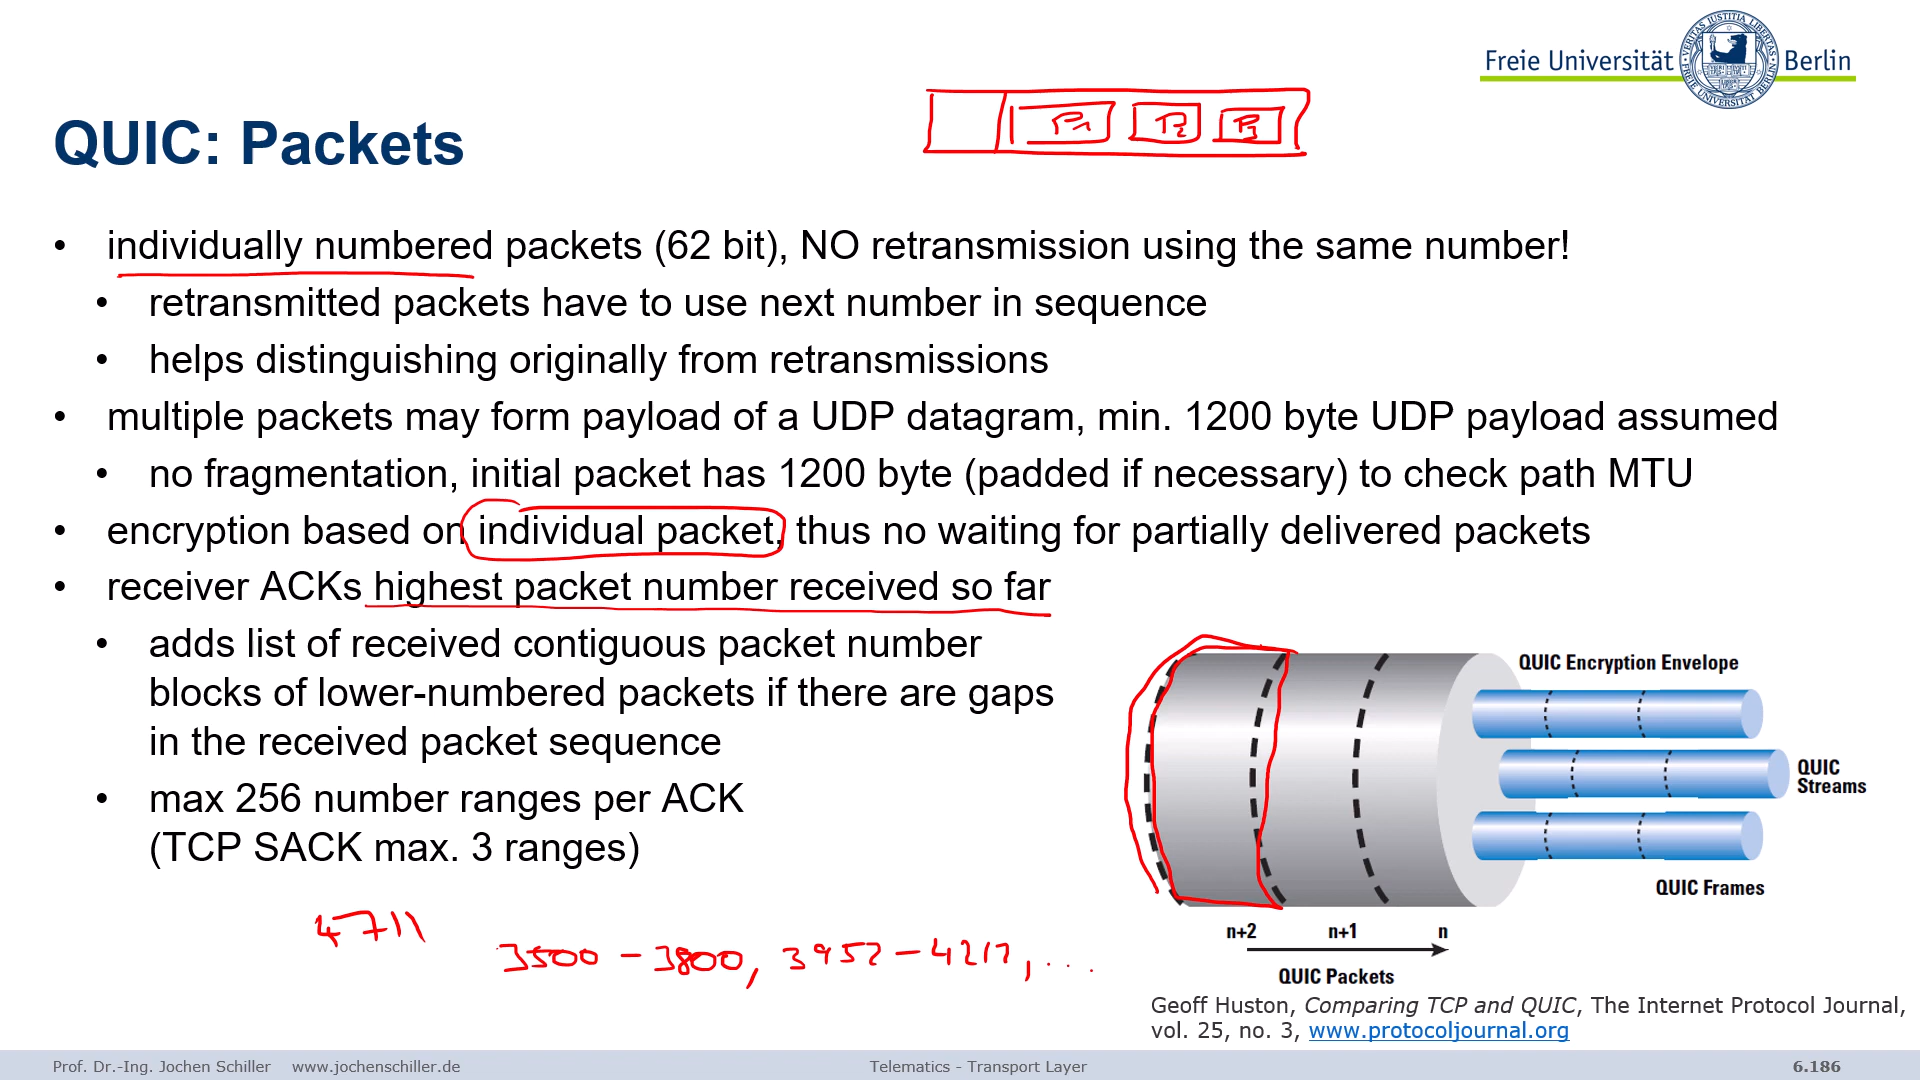 Freie Universität Berlin
P1 P2 P3
QUIC: Packets
• individually numbered packets (62 bit), NO retransmission using the same number!
• retransmitted packets have to use next number in sequence
• helps distinguishing originally from retransmissions
• multiple packets may form payload of a UDP datagram, min. 1200 byte UDP payload assumed
• no fragmentation, initial packet has 1200 byte (padded if necessary) to check path MTU
• encryption based on individual packet, thus no waiting for partially delivered packets
• receiver ACKs highest packet number received so far
• adds list of received contiguous packet number
blocks of lower-numbered packets if there are gaps
in the received packet sequence
• max 256 number ranges per ACK
(TCP SACK max. 3 ranges)
4711
3500 – 3800, 3952 – 4217, ...
QUIC Encryption Envelope
QUIC
Streams
QUIC Frames
n+2 n+1 n
QUIC Packets
Geoff Huston, Comparing TCP and QUIC, The Internet Protocol Journal,
vol. 25, no. 3, www.protocoljournal.org
Prof. Dr.-Ing. Jochen Schiller www.jochenschiller.de Telematics - Transport Layer 6.186